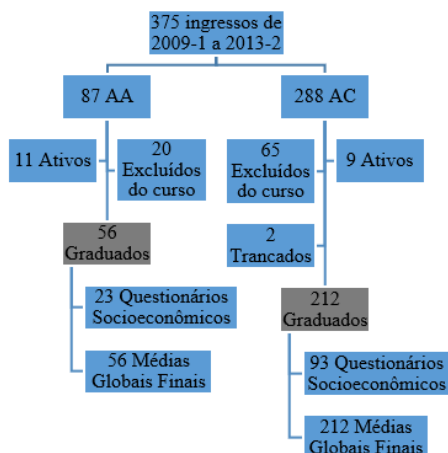 375 ingressos de
2009-1 a 2013-2
87 AA
288 AC
11 Ativos
20
Excluídos
do curso
65
Excluídos
do curso
9 Ativos
56
Graduados
2
Trancados
23 Questionários
Socioeconômicos
212
Graduados
56 Médias
Globais Finais
93 Questionários
Socioeconômicos
212 Médias
Globais Finais